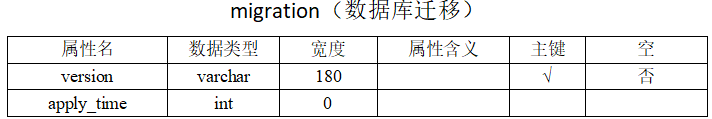 migration（数据库迁移）
属性名 数据类型 宽度 属性含义 主键 空
version varchar 180 √ 否
apply_time int 0